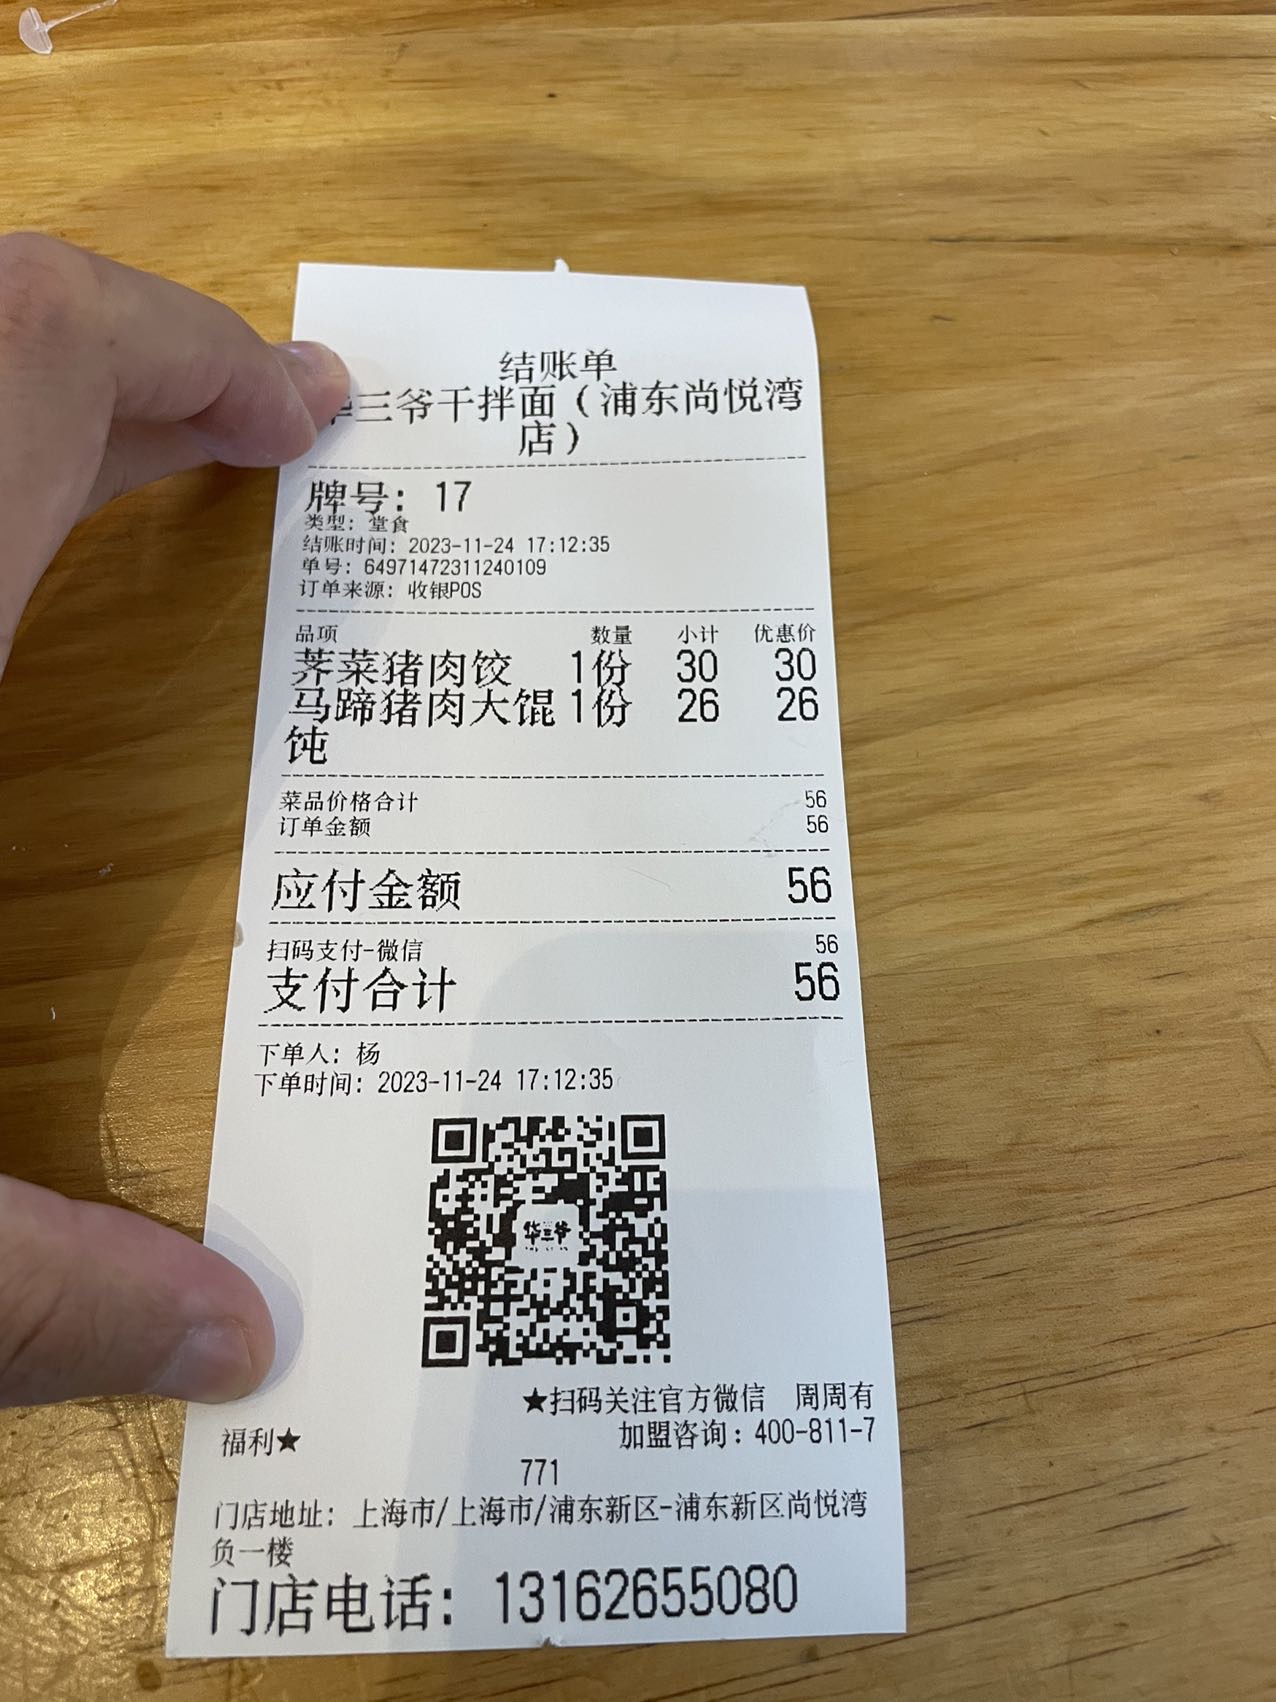 结账单
华三爷干拌面（浦东尚悦湾
店）
牌号：17
类型：堂食
结账时间：2023-11-24 17:12:35
单号：64971472311240109
订单来源：收银POS
品项 数量 小计 优惠价
荠菜猪肉饺 1份 30 30
马蹄猪肉大馄 1份 26 26
饨
菜品价格合计 56
订单金额 56
应付金额 56
扫码支付-微信 56
支付合计 56
下单人：杨
下单时间：2023-11-24 17:12:35
华三爷
★扫码关注官方微信 周周有
福利★ 加盟咨询：400-811-7
771
门店地址：上海市/上海市/浦东新区-浦东新区尚悦湾
负一楼
门店电话：13162655080